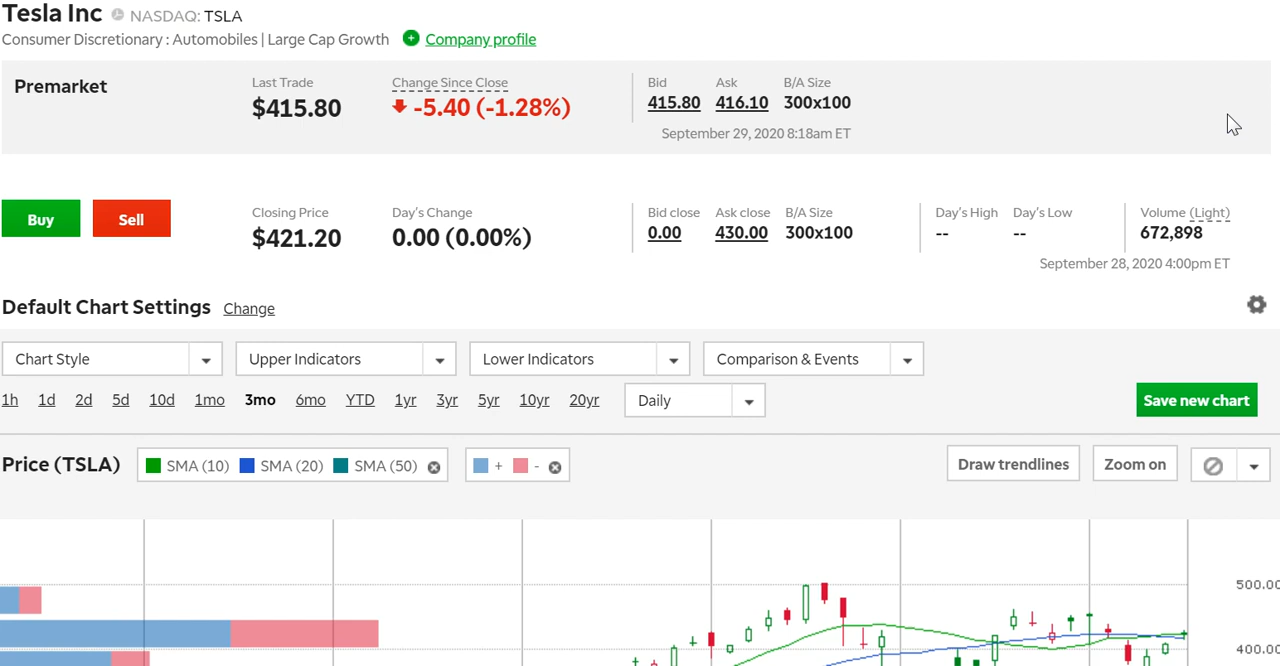 Tesla Inc NASDAQ: TSLA
Consumer Discretionary : Automobiles | Large Cap Growth Company profile
Premarket
Last Trade
$415.80
Change Since Close
-5.40 (-1.28%)
Bid Ask B/A Size
415.80 416.10 300x100
September 29, 2020 8:18am ET
Buy Sell
Closing Price
$421.20
Day's Change
0.00 (0.00%)
Bid close Ask close B/A Size
0.00 430.00 300x100
Day's High Day's Low
-- --
Volume (Light)
672,898
September 28, 2020 4:00pm ET
Default Chart Settings Change
Chart Style Upper Indicators Lower Indicators Comparison & Events
1h 1d 2d 5d 10d 1mo 3mo 6mo YTD 1yr 3yr 5yr 10yr 20yr Daily Save new chart
Price (TSLA) SMA (10) SMA (20) SMA (50) + - Draw trendlines Zoom on
500.00
400.00